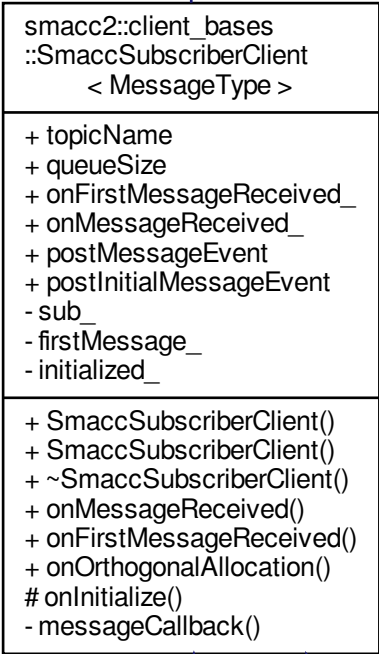 smacc2::client_bases
::SmaccSubscriberClient
< MessageType >
+ topicName
+ queueSize
+ onFirstMessageReceived_
+ onMessageReceived_
+ postMessageEvent
+ postInitialMessageEvent
- sub_
- firstMessage_
- initialized_
+ SmaccSubscriberClient()
+ SmaccSubscriberClient()
+ ~SmaccSubscriberClient()
+ onMessageReceived()
+ onFirstMessageReceived()
+ onOrthogonalAllocation()
# onInitialize()
- messageCallback()